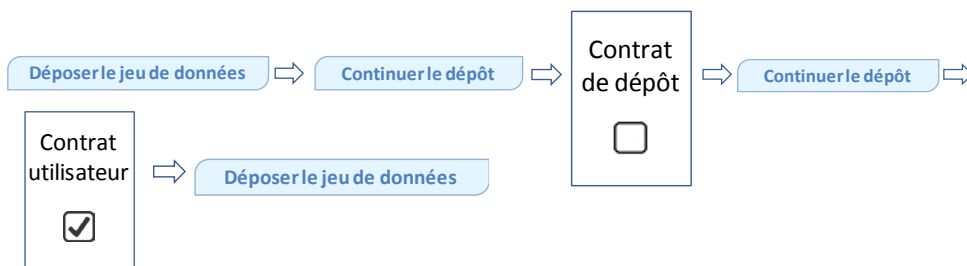 Déposer le jeu de données
Continuer le dépôt
Contrat
de dépôt
Continuer le dépôt
Contrat
utilisateur
Déposer le jeu de données